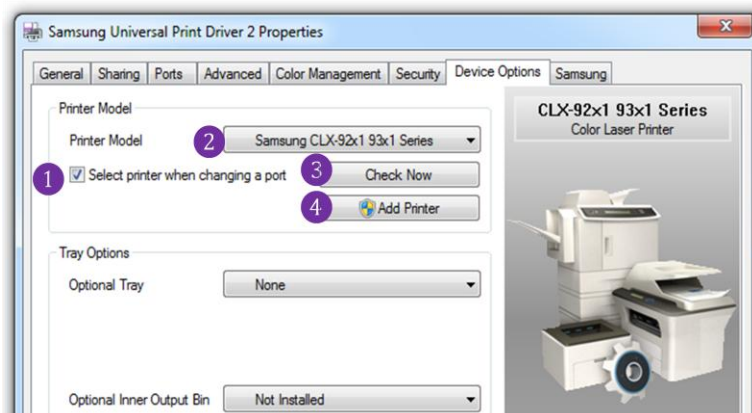 Samsung Universal Print Driver 2 Properties
General Sharing Ports Advanced Color Management Security Device Options Samsung
Printer Model
Printer Model 2 Samsung CLX-92x1 93x1 Series
1 Select printer when changing a port 3 Check Now
4 Add Printer
Tray Options
Optional Tray None
Optional Inner Output Bin Not Installed
CLX-92x1 93x1 Series
Color Laser Printer